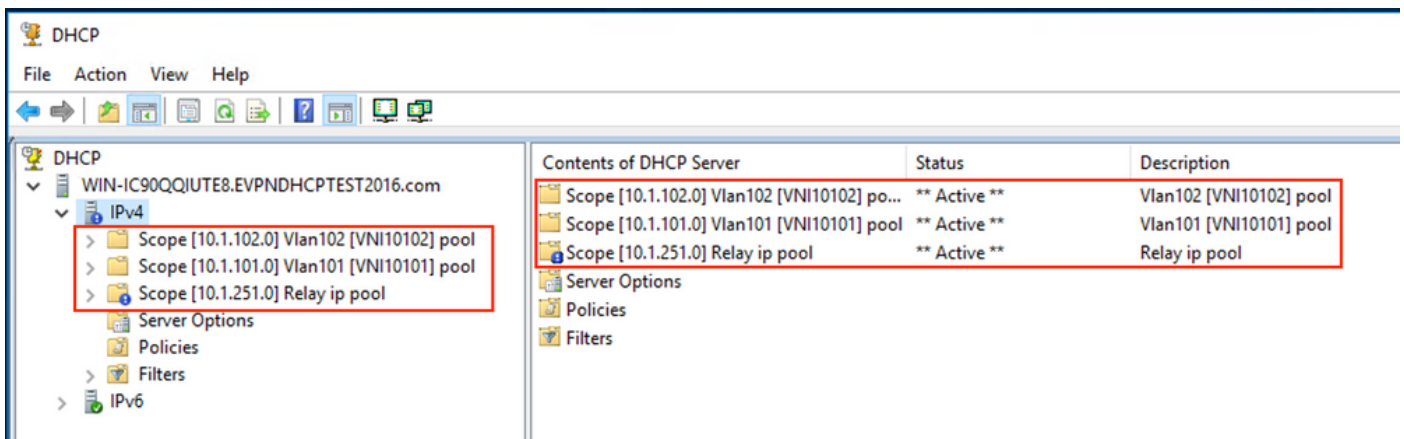 DHCP
File Action View Help
DHCP
WIN-IC90QQIUTE8.EVPNDHCPTEST2016.com
IPv4
Scope [10.1.102.0] Vlan102 [VNI10102] pool
Scope [10.1.101.0] Vlan101 [VNI10101] pool
Scope [10.1.251.0] Relay ip pool
Server Options
Policies
Filters
IPv6
Contents of DHCP Server Status Description
Scope [10.1.102.0] Vlan102 [VNI10102] po... ** Active ** Vlan102 [VNI10102] pool
Scope [10.1.101.0] Vlan101 [VNI10101] pool ** Active ** Vlan101 [VNI10101] pool
Scope [10.1.251.0] Relay ip pool ** Active ** Relay ip pool
Server Options
Policies
Filters